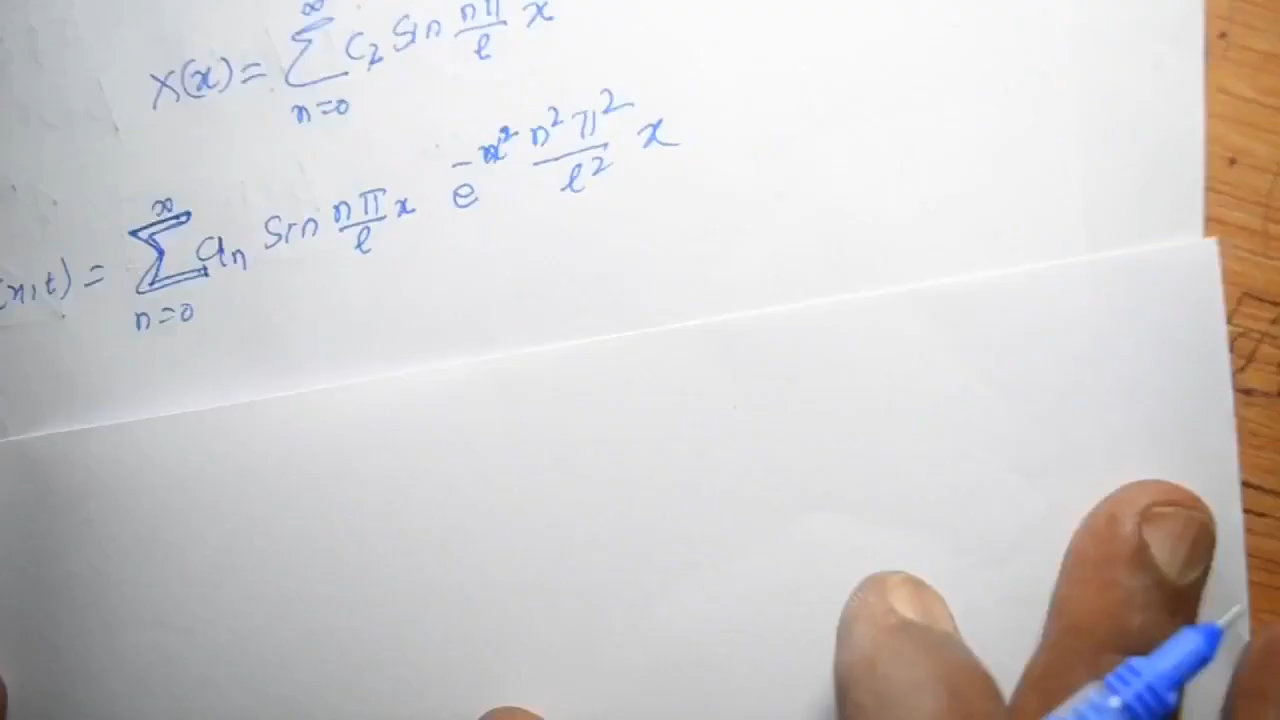 X(x) = ∞ Σ n=0 C₂ Sin nπ/l x
(x,t) = ∞ Σ n=0 aₙ Sin nπ/l x e^-α² n²π²/l² x